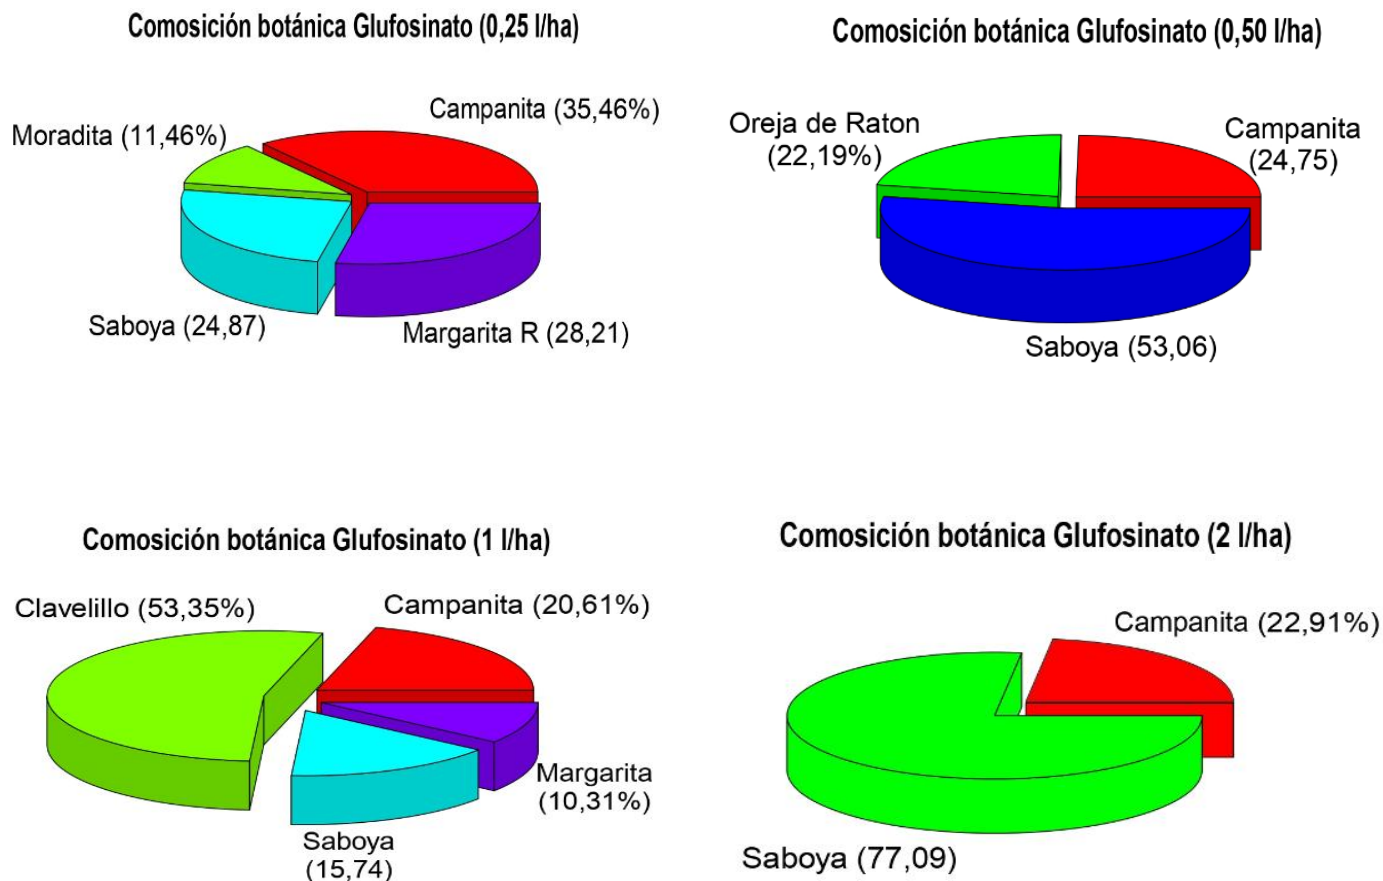 Comosición botánica Glufosinato (0,25 l/ha)
Campanita (35,46%)
Moradita (11,46%)
Saboya (24,87)
Margarita R (28,21)
Comosición botánica Glufosinato (0,50 l/ha)
Oreja de Raton
(22,19%)
Campanita
(24,75)
Saboya (53,06)
Comosición botánica Glufosinato (1 l/ha)
Clavelillo (53,35%)
Campanita (20,61%)
Margarita
(10,31%)
Saboya
(15,74)
Comosición botánica Glufosinato (2 l/ha)
Campanita (22,91%)
Saboya (77,09)